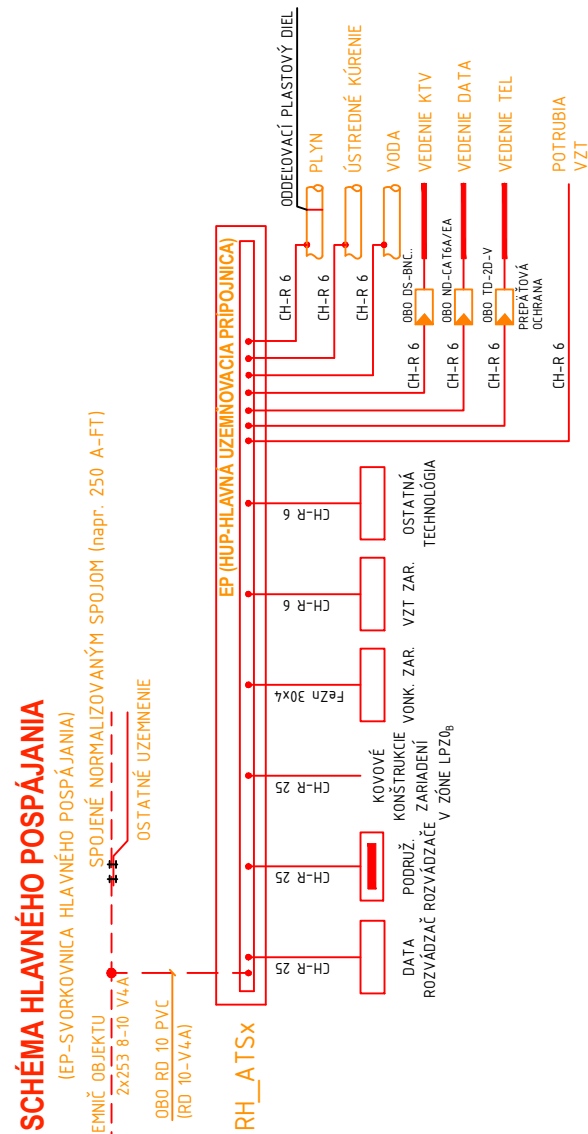 SCHÉMA HLAVNÉHO POSPÁJANIA
(EP-SVORKOVNICA HLAVNÉHO POSPÁJANIA)
SPOJENÉ NORMALIZOVANÝM SPOJOM (napr. 250 A-FT)
EMNIČ OBJEKTU
2x253 8-10 V4A
OSTATNÉ UZEMNENIE
OBO RD 10 PVC
(RD 10-V4A)
RH_ATSx
EP (HUP-HLAVNÁ UZEMŇOVACIA PRÍPOJNICA)
CH-R 25
DATA
ROZVÁDZAČ
CH-R 25
PODRUŽ.
ROZVÁDZAČE
CH-R 25
KOVOVÉ
KONŠTRUKCIE
ZARIADENÍ
V ZÓNE LPZ0B
FeZn 30x4
VONK. ZAR.
CH-R 6
VZT ZAR.
CH-R 6
OSTATNÁ
TECHNOLÓGIA
ODDEĽOVACÍ PLASTOVÝ DIEL
CH-R 6
PLYN
CH-R 6
ÚSTREDNÉ KÚRENIE
CH-R 6
VODA
CH-R 6
OBO DS-BNC..
VEDENIE KTV
CH-R 6
OBO ND-CAT6A/EA
VEDENIE DATA
CH-R 6
OBO TD-2D-V
VEDENIE TEL
PREPÄŤOVÁ
OCHRANA
CH-R 6
POTRUBIA
VZT